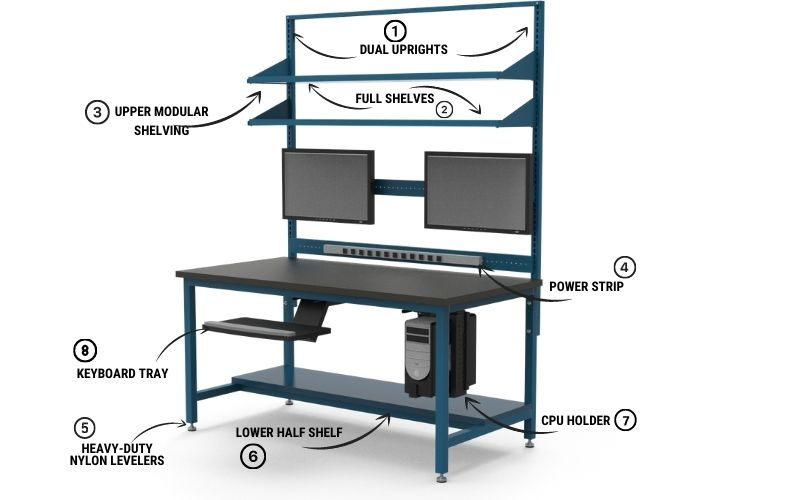 1
DUAL UPRIGHTS
FULL SHELVES 2
3 UPPER MODULAR
SHELVING
4
POWER STRIP
8
KEYBOARD TRAY
5
HEAVY-DUTY
NYLON LEVELERS
LOWER HALF SHELF
6
CPU HOLDER 7